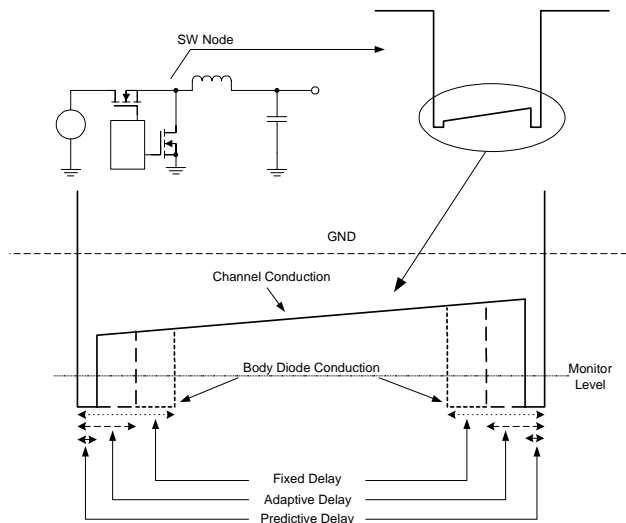 SW Node
GND
Channel Conduction
Body Diode Conduction
Monitor
Level
Fixed Delay
Adaptive Delay
Predictive Delay